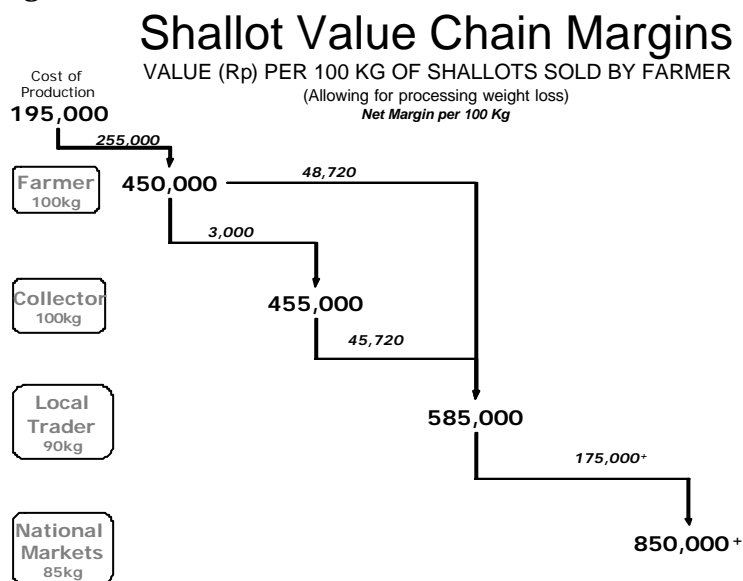 Shallot Value Chain Margins
VALUE (Rp) PER 100 KG OF SHALLOTS SOLD BY FARMER
(Allowing for processing weight loss)
Net Margin per 100 Kg
Cost of
Production
195,000
255,000
Farmer
100kg
450,000
48,720
3,000
Collector
100kg
455,000
45,720
Local
Trader
90kg
585,000
175,000+
National
Markets
85kg
850,000+